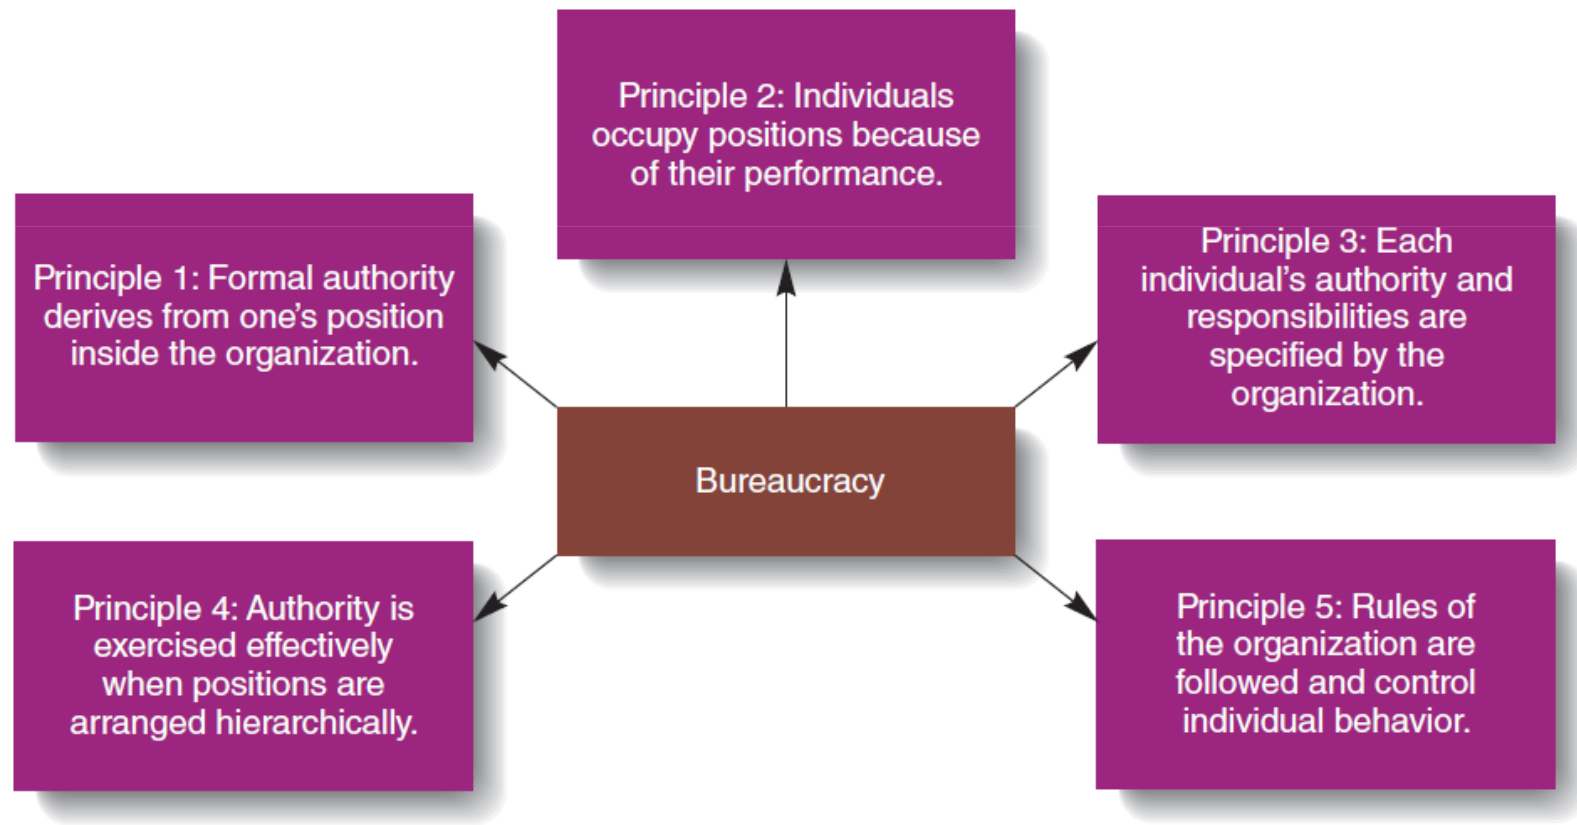 Principle 2: Individuals
occupy positions because
of their performance.
Principle 1: Formal authority
derives from one’s position
inside the organization.
Principle 3: Each
individual’s authority and
responsibilities are
specified by the
organization.
Bureaucracy
Principle 4: Authority is
exercised effectively
when positions are
arranged hierarchically.
Principle 5: Rules of
the organization are
followed and control
individual behavior.